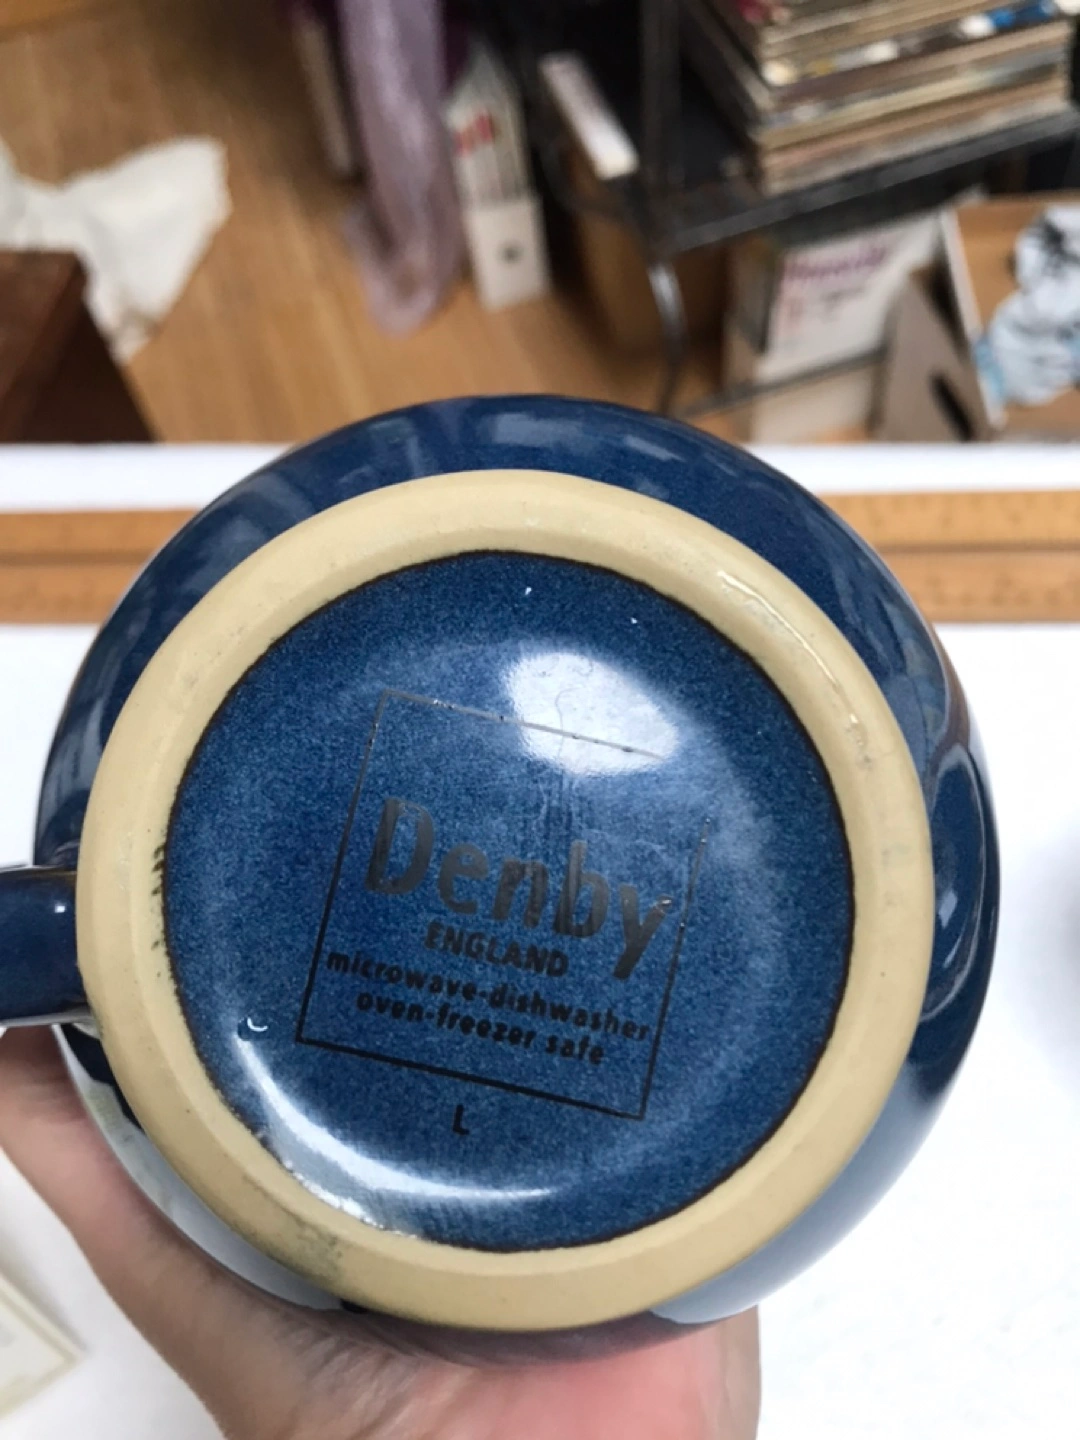 Denby
ENGLAND
microwave-dishwasher
oven-freezer safe
L